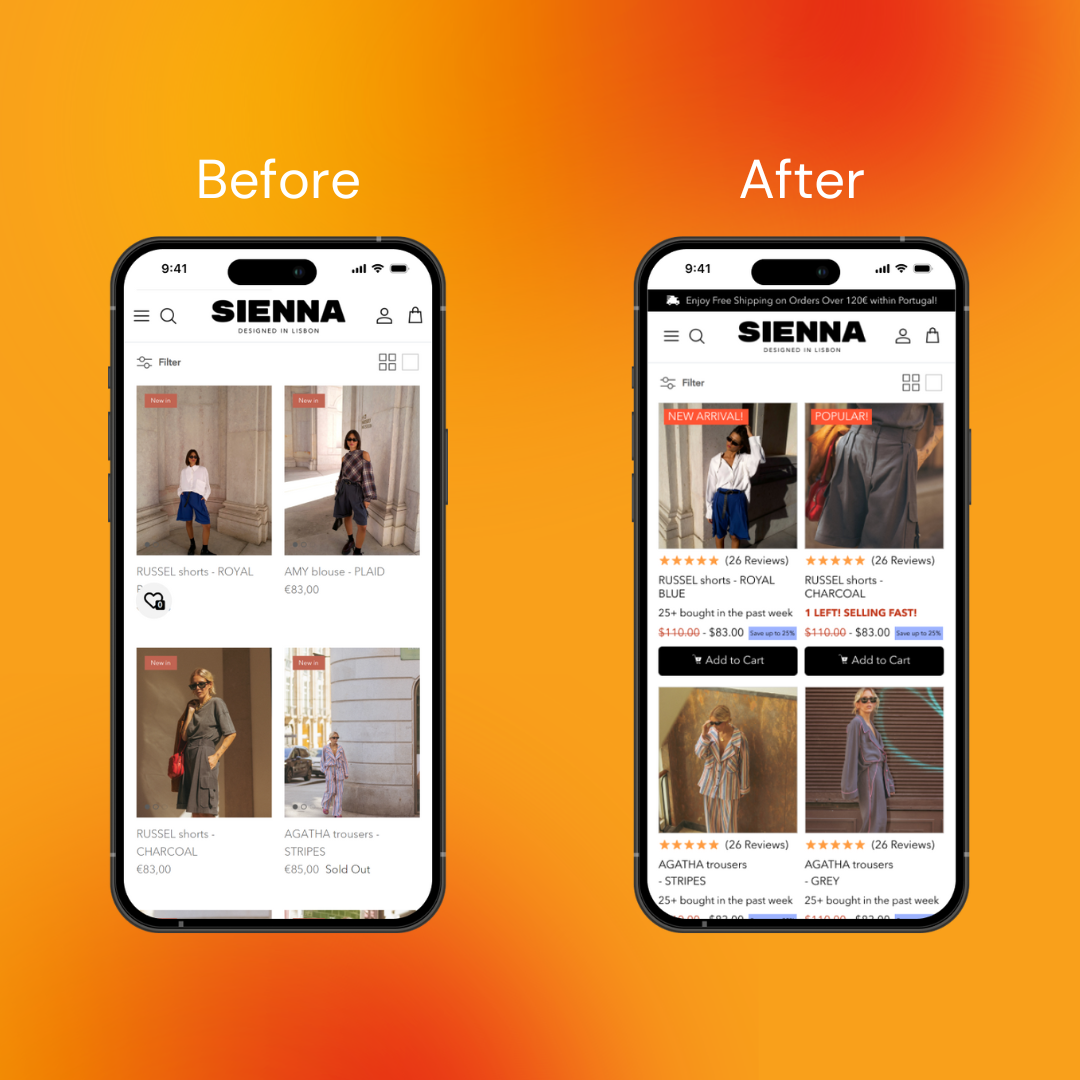 Before
After
9:41
SIENNA
DESIGNED IN LISBON
Filter
New in
New in
RUSSEL shorts - ROYAL
AMY blouse - PLAID
€83,00
0
New in
New in
RUSSEL shorts -
CHARCOAL
€83,00
AGATHA trousers -
STRIPES
€85,00 Sold Out
9:41
Enjoy Free Shipping on Orders Over 120€ within Portugal!
SIENNA
DESIGNED IN LISBON
Filter
NEW ARRIVAL!
POPULAR!
★★★★★ (26 Reviews)
RUSSEL shorts - ROYAL
BLUE
25+ bought in the past week
$110.00 - $83.00 Save up to 25%
Add to Cart
★★★★★ (26 Reviews)
RUSSEL shorts -
CHARCOAL
1 LEFT! SELLING FAST!
$110.00 - $83.00 Save up to 25%
Add to Cart
★★★★★ (26 Reviews)
AGATHA trousers
- STRIPES
25+ bought in the past week
★★★★★ (26 Reviews)
AGATHA trousers
- GREY
25+ bought in the past week